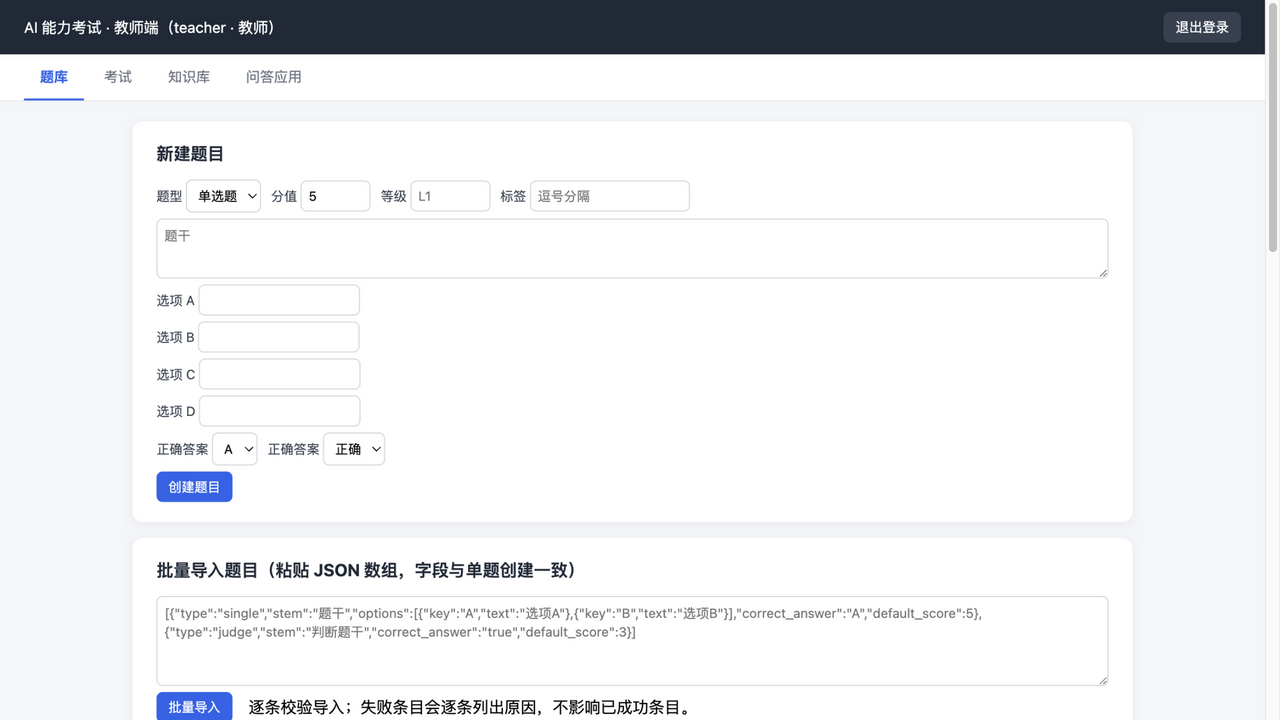 AI 能力考试 · 教师端（teacher · 教师） 退出登录
题库 考试 知识库 问答应用
新建题目
题型 单选题 分值 5 等级 L1 标签 逗号分隔
题干
选项 A
选项 B
选项 C
选项 D
正确答案 A 正确答案 正确
创建题目
批量导入题目（粘贴 JSON 数组，字段与单题创建一致）
[{"type":"single","stem":"题干","options":[{"key":"A","text":"选项A"},{"key":"B","text":"选项B"}],"correct_answer":"A","default_score":5},
{"type":"judge","stem":"判断题干","correct_answer":"true","default_score":3}]
批量导入 逐条校验导入；失败条目会逐条列出原因，不影响已成功条目。